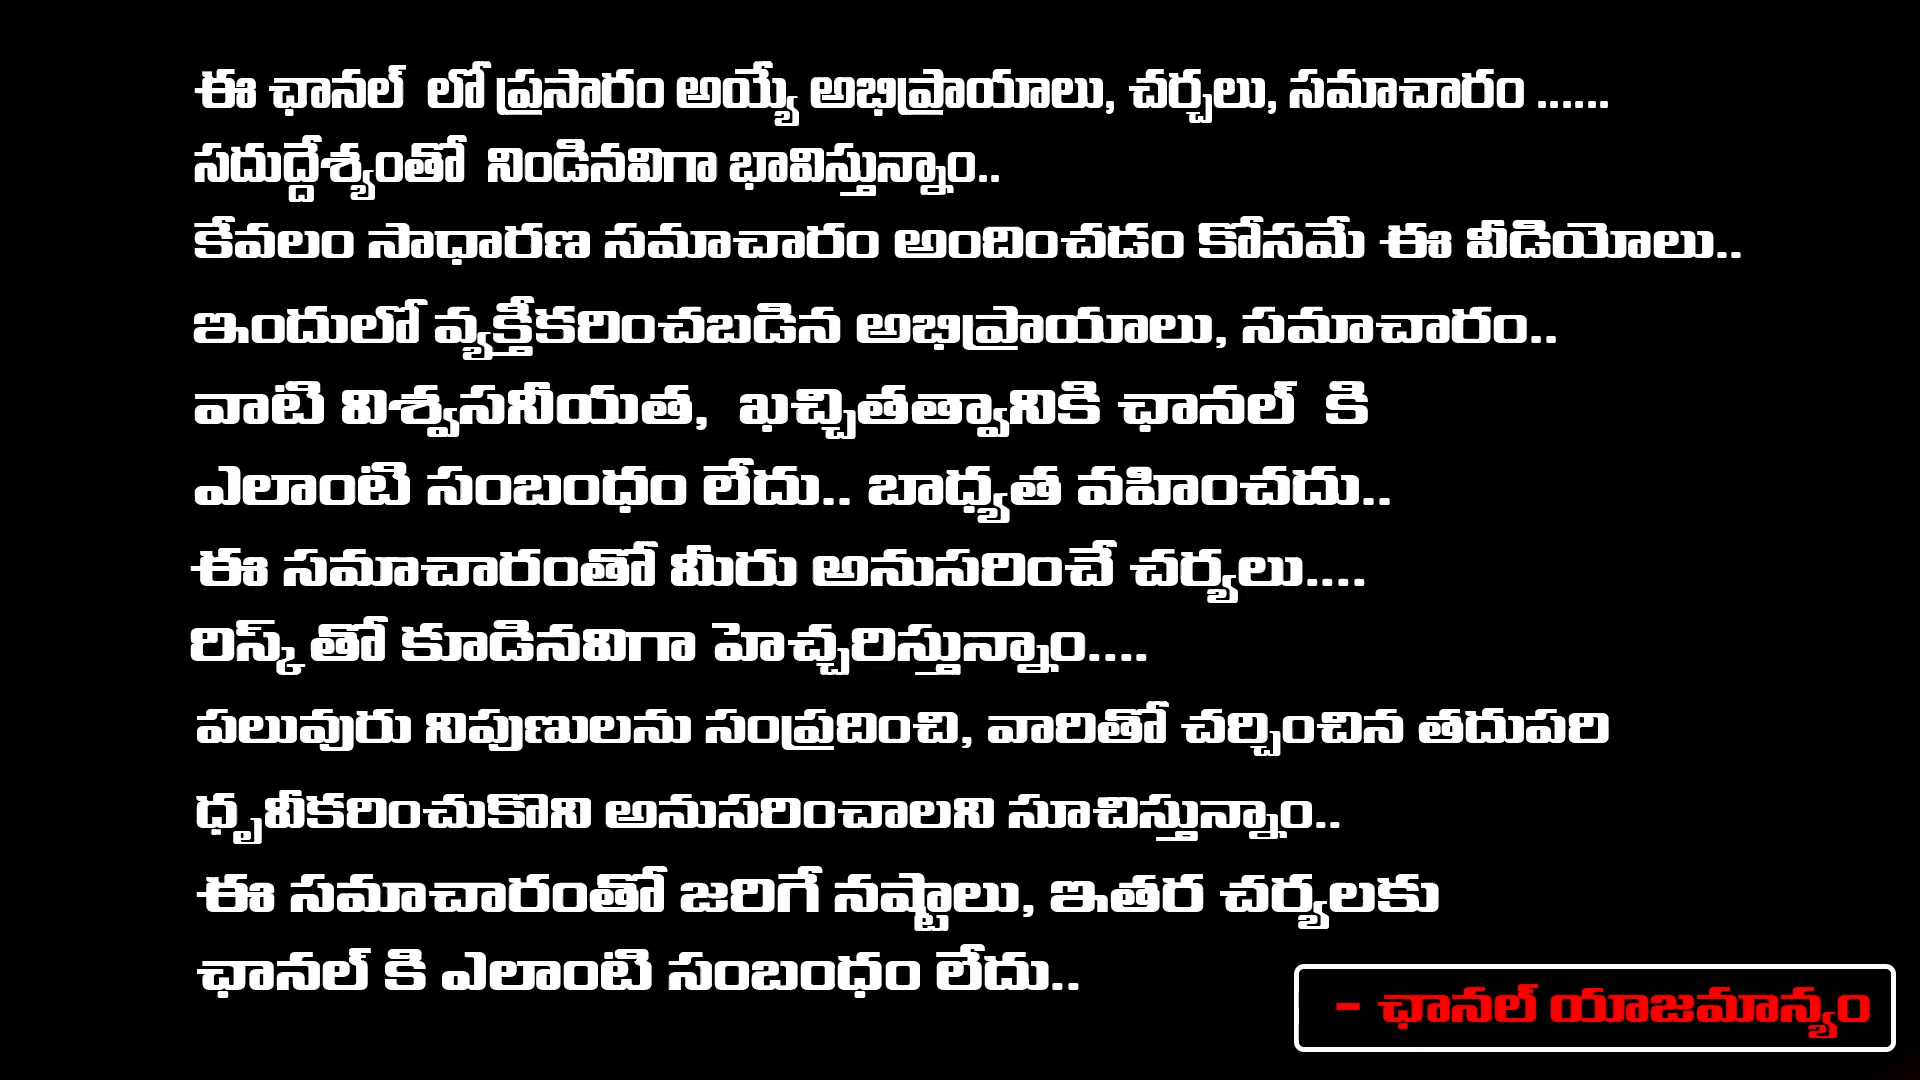 ఈ ఛానల్ లో ప్రసారం అయ్యే అభిప్రాయాలు, చర్చలు, సమాచారం ......
సదుద్దేశ్యంతో నిండినవిగా భావిస్తున్నాం..
కేవలం సాధారణ సమాచారం అందించడం కోసమే ఈ వీడియోలు..
ఇందులో వ్యక్తీకరించబడిన అభిప్రాయాలు, సమాచారం..
వాటి విశ్వసనీయత, ఖచ్చితత్వానికి ఛానల్ కి
ఎలాంటి సంబంధం లేదు.. బాధ్యత వహించదు..
ఈ సమాచారంతో మీరు అనుసరించే చర్యలు....
రిస్క్ తో కూడినవిగా హెచ్చరిస్తున్నాం....
పలువురు నిపుణులను సంప్రదించి, వారితో చర్చించిన తదుపరి
ధృవీకరించుకొని అనుసరించాలని సూచిస్తున్నాం..
ఈ సమాచారంతో జరిగే నష్టాలు, ఇతర చర్యలకు
ఛానల్ కి ఎలాంటి సంబంధం లేదు..
- ఛానల్ యాజమాన్యం